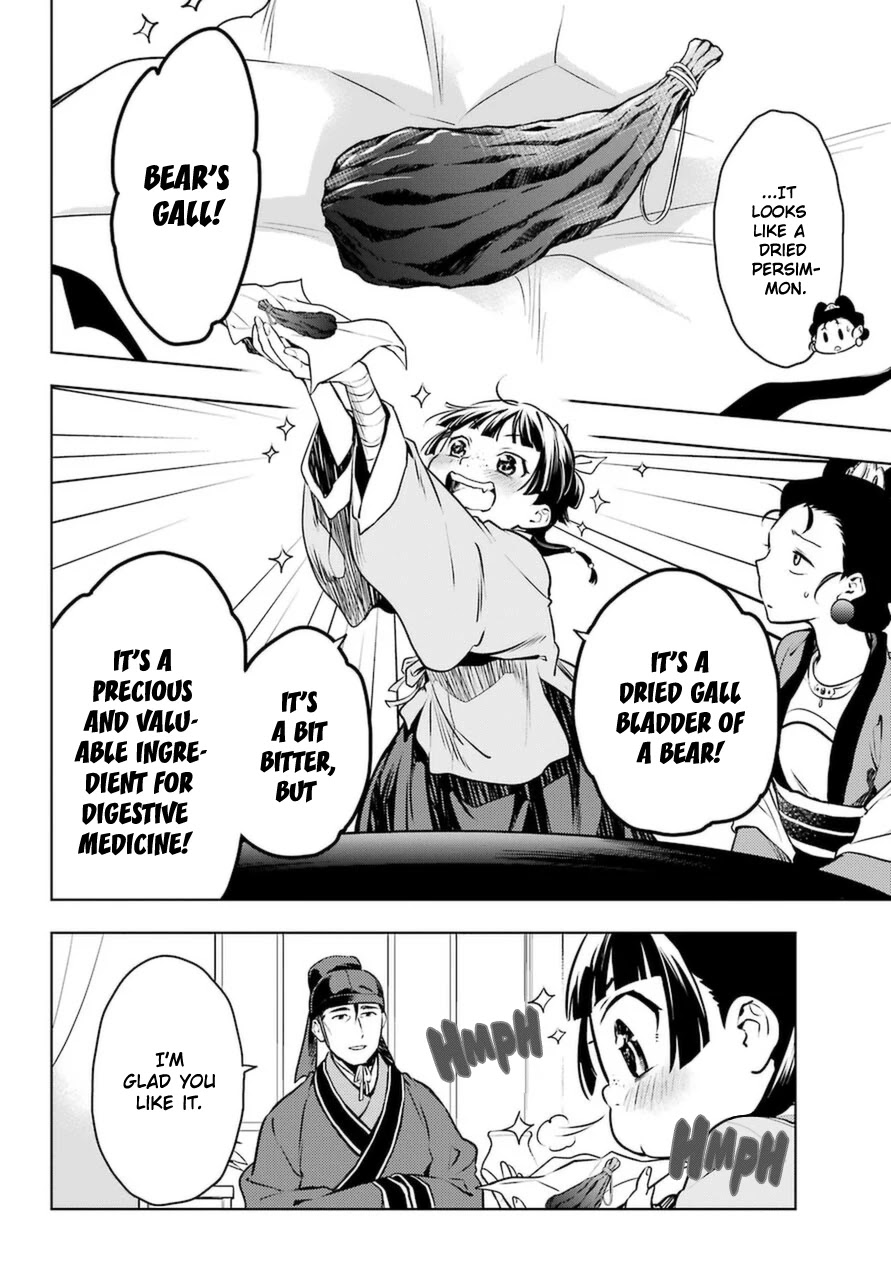 ...IT
LOOKS
LIKE A
DRIED
PERSIM-
MON.
BEAR'S
GALL!
IT'S A
DRIED GALL
BLADDER OF
A BEAR!
IT'S
A BIT
BITTER,
BUT
IT'S A
PRECIOUS
AND VALU-
ABLE INGRE-
DIENT FOR
DIGESTIVE
MEDICINE!
HMPH
HMPH
I'M
GLAD YOU
LIKE IT.